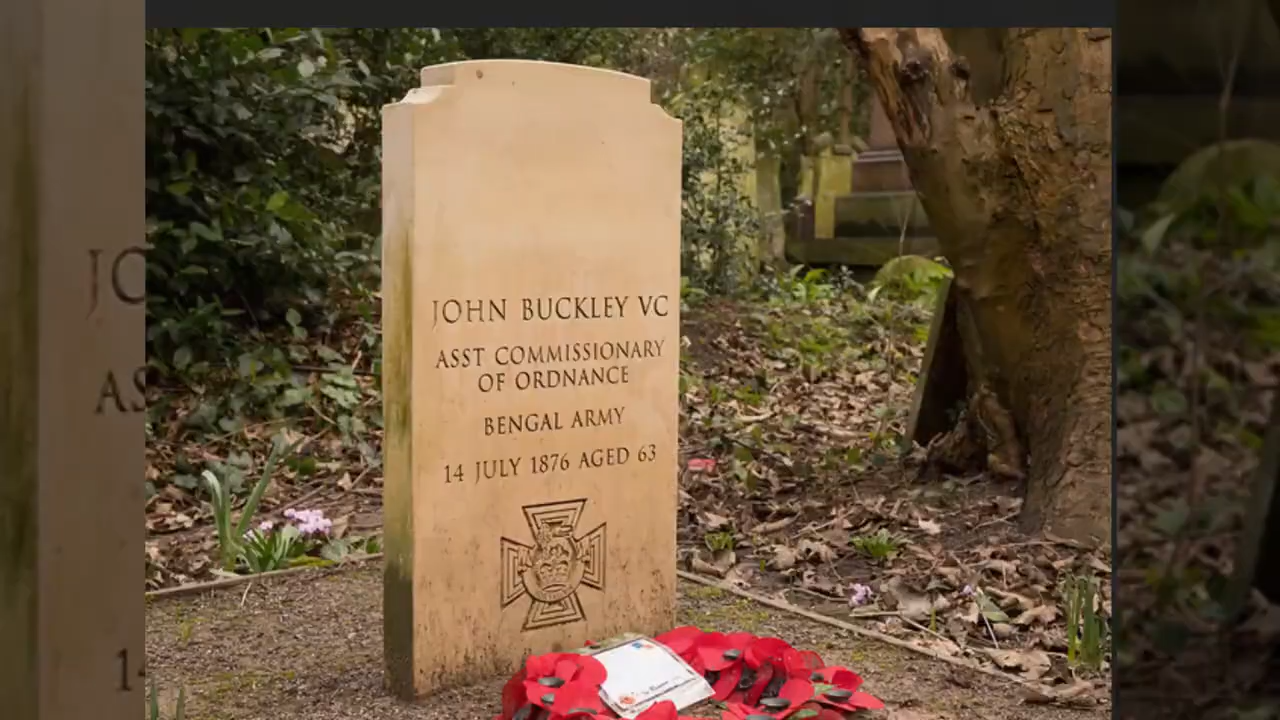 JOHN BUCKLEY VC
ASST COMMISSIONARY
OF ORDNANCE
BENGAL ARMY
14 JULY 1876 AGED 63